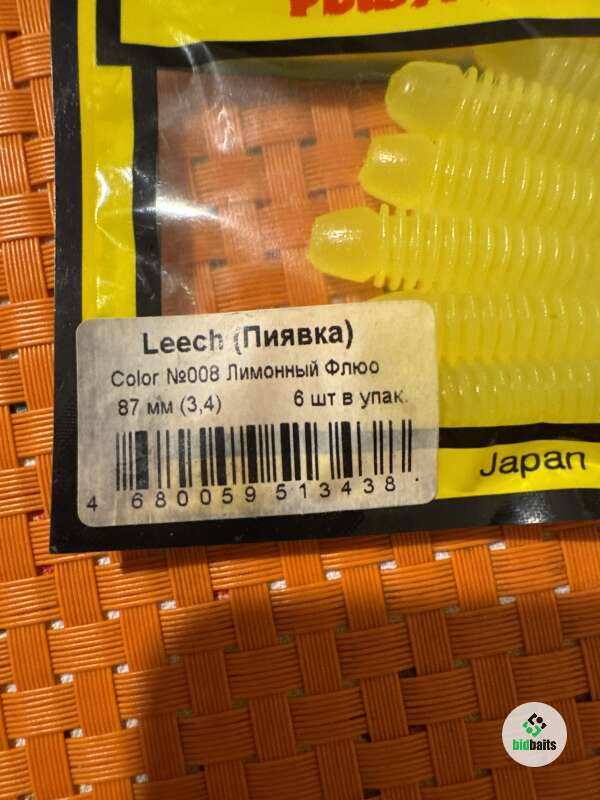 Leech (Пиявка)
Color №008 Лимонный Флюо
87 мм (3,4) 6 шт в упак.
4 680059 513438
Japan
bidbaits